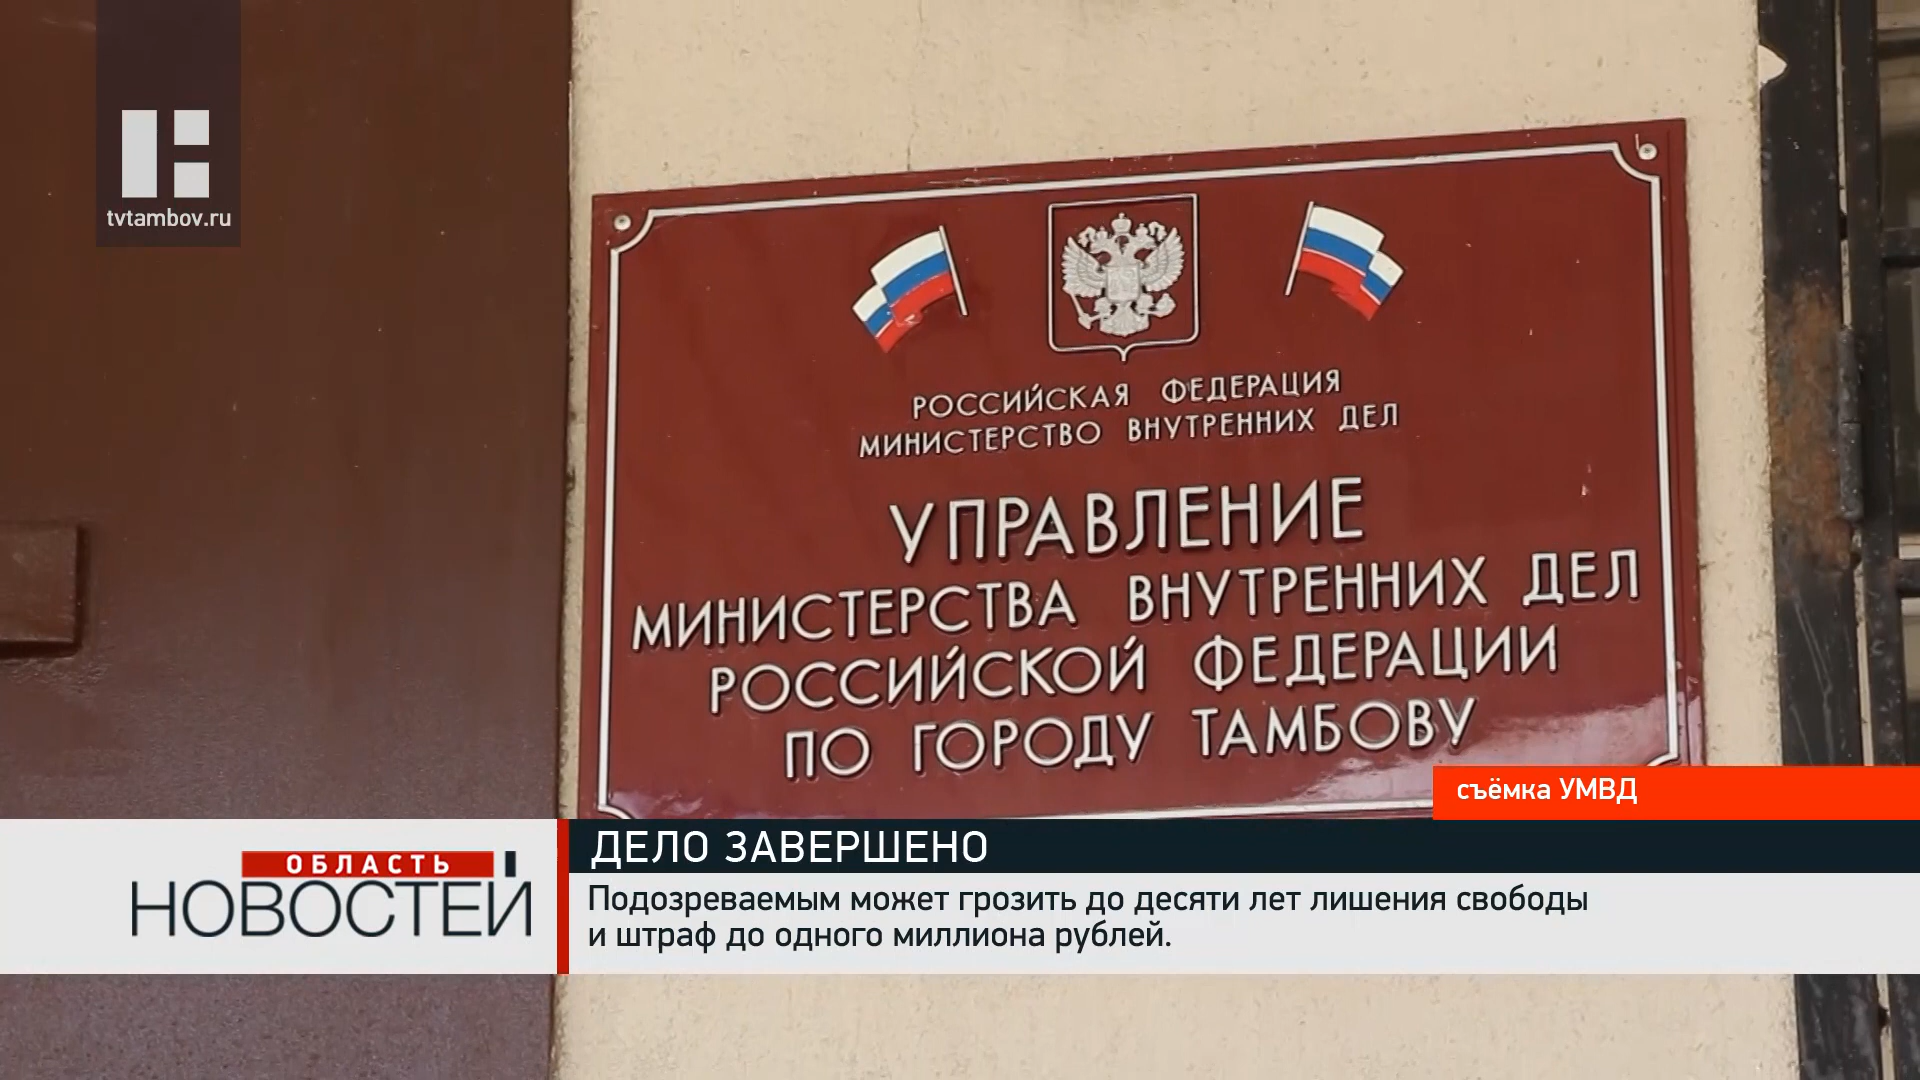 tvtambov.ru
РОССИЙСКАЯ ФЕДЕРАЦИЯ
МИНИСТЕРСТВО ВНУТРЕННИХ ДЕЛ
УПРАВЛЕНИЕ
МИНИСТЕРСТВА ВНУТРЕННИХ ДЕЛ
РОССИЙСКОЙ ФЕДЕРАЦИИ
ПО ГОРОДУ ТАМБОВУ
съёмка УМВД
ОБЛАСТЬ
НОВОСТЕЙ
ДЕЛО ЗАВЕРШЕНО
Подозреваемым может грозить до десяти лет лишения свободы
и штраф до одного миллиона рублей.